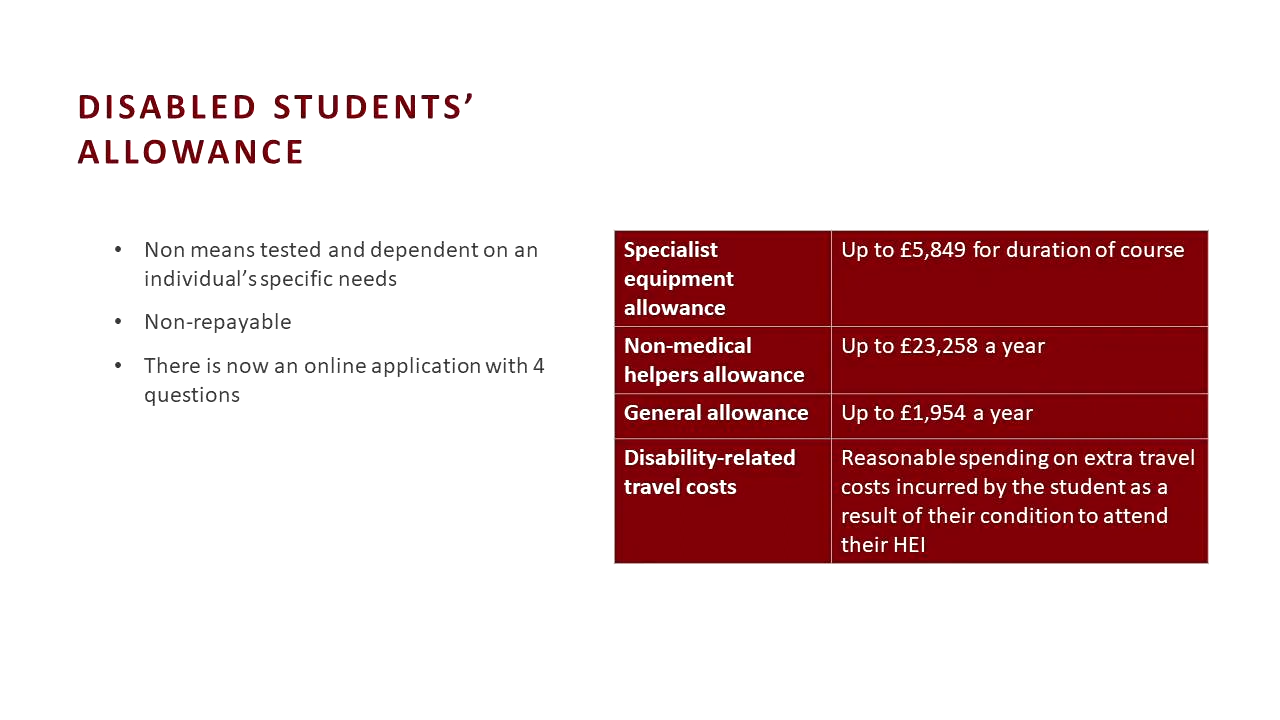 DISABLED STUDENTS’
ALLOWANCE
• Non means tested and dependent on an
individual’s specific needs
• Non-repayable
• There is now an online application with 4
questions
Specialist
equipment
allowance
Up to £5,849 for duration of course
Non-medical
helpers allowance
Up to £23,258 a year
General allowance
Up to £1,954 a year
Disability-related
travel costs
Reasonable spending on extra travel
costs incurred by the student as a
result of their condition to attend
their HEI